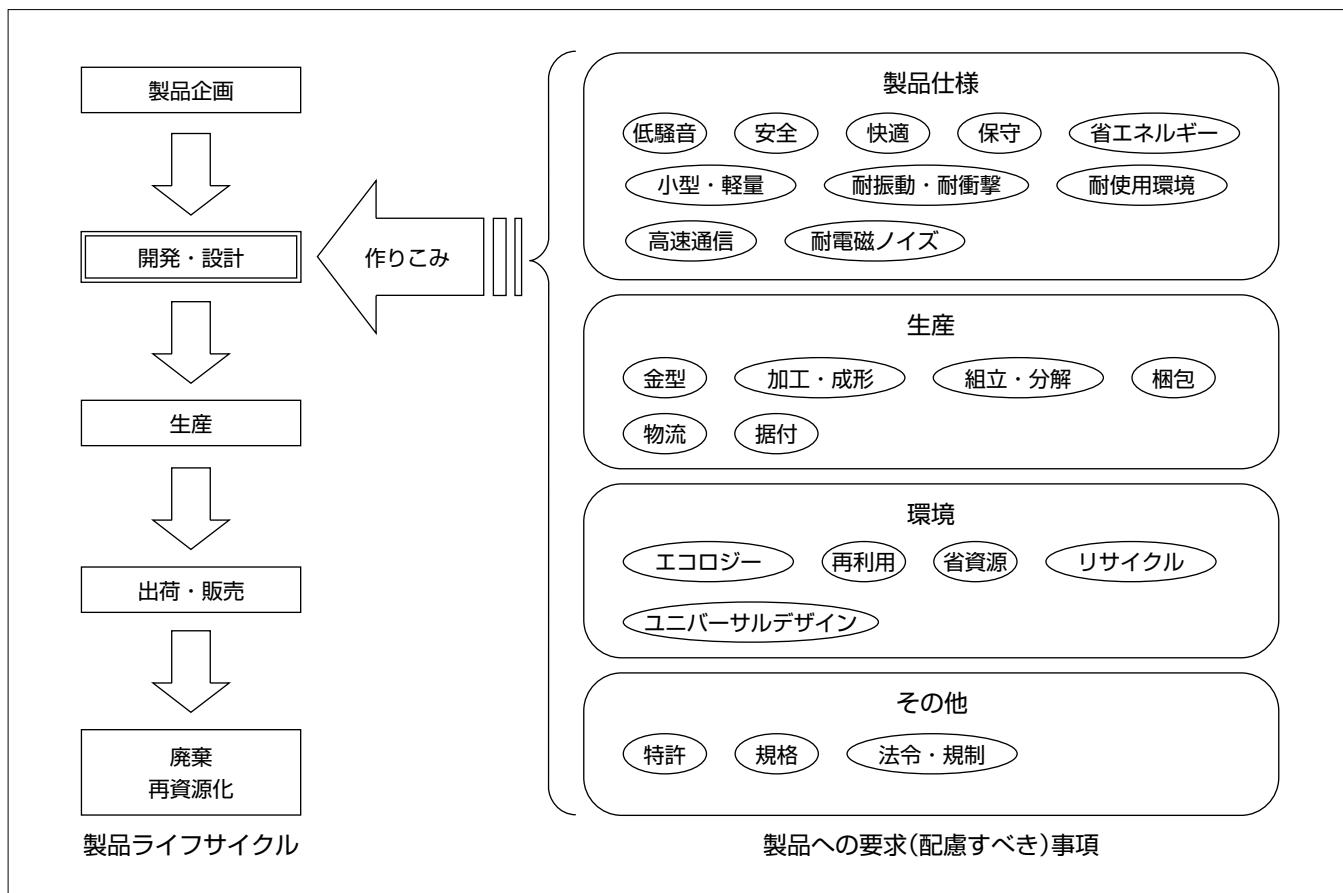 製品企画
開発・設計
生産
出荷・販売
廃棄
再資源化
製品ライフサイクル
作りこみ
製品仕様
低騒音 安全 快適 保守 省エネルギー
小型・軽量 耐振動・耐衝撃 耐使用環境
高速通信 耐電磁ノイズ
生産
金型 加工・成形 組立・分解 梱包
物流 据付
環境
エコロジー 再利用 省資源 リサイクル
ユニバーサルデザイン
その他
特許 規格 法令・規制
製品への要求(配慮すべき)事項